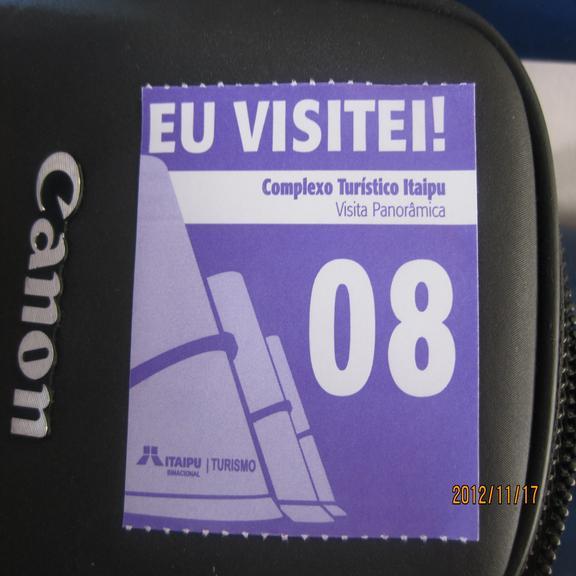 EU VISITEI!
Complexo Turístico Itaipu
Visita Panorâmica
08
ITAIPU | TURISMO
BINACIONAL
Canon
2012/11/17